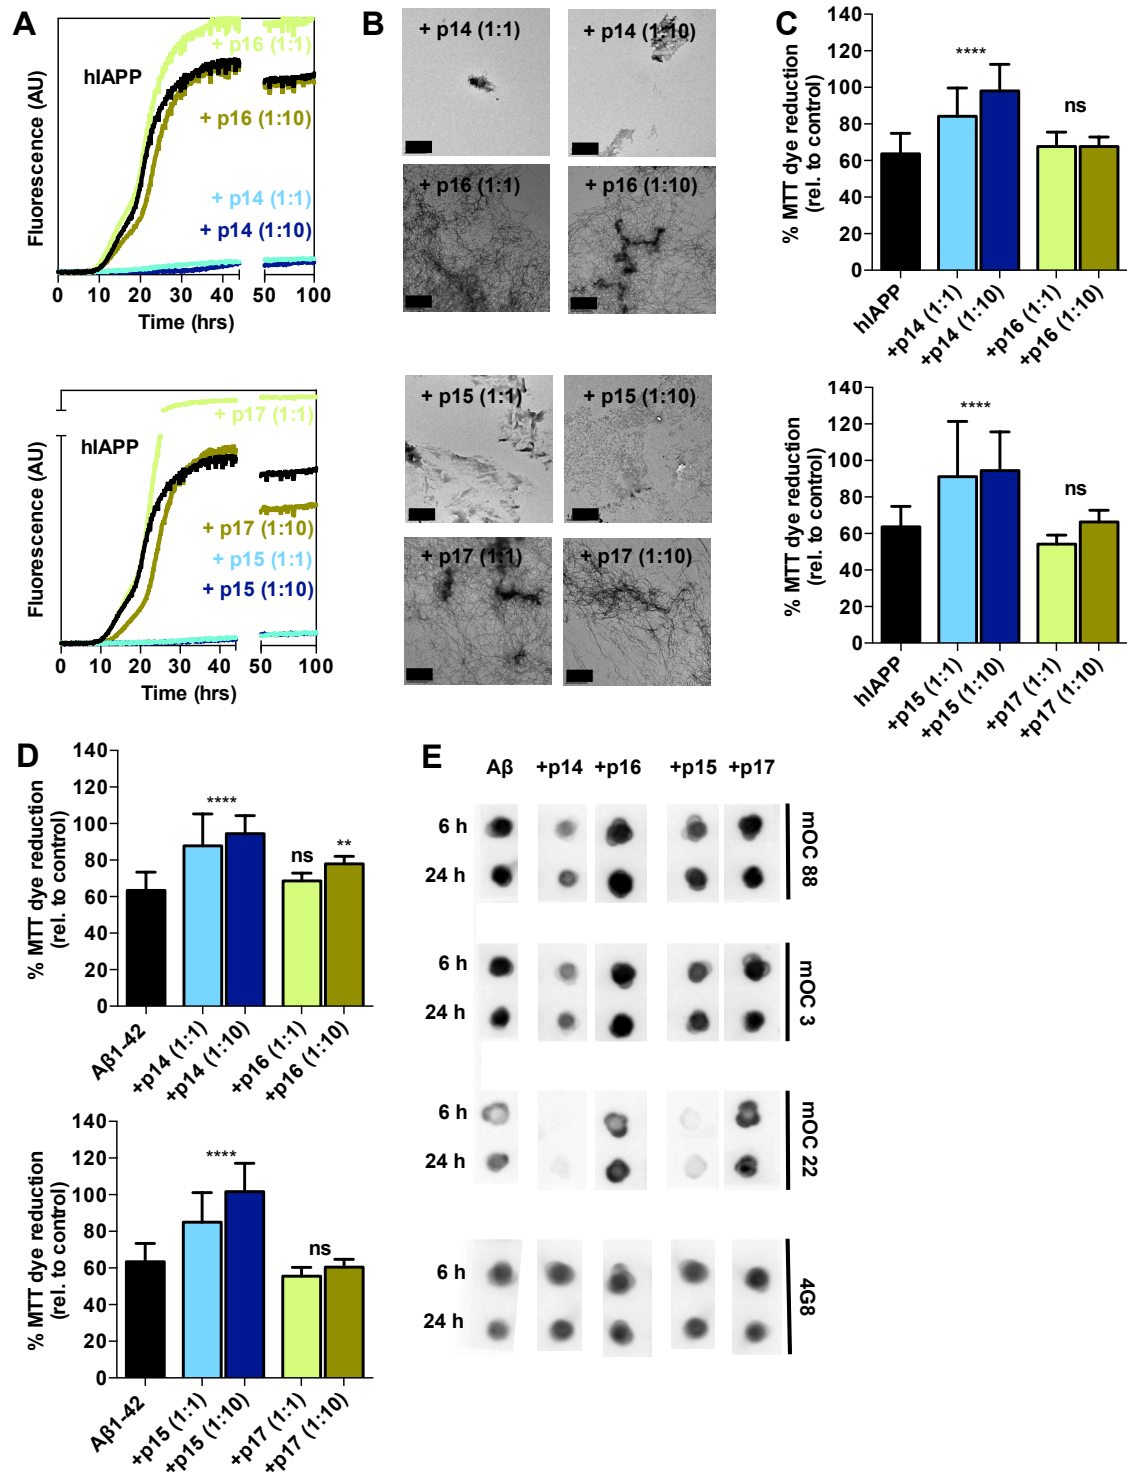 A
Fluorescence (AU)
hIAPP
+ p16 (1:1)
+ p16 (1:10)
+ p14 (1:1)
+ p14 (1:10)
0 10 20 30 40 50 100
Time (hrs)
Fluorescence (AU)
hIAPP
+ p17 (1:1)
+ p17 (1:10)
+ p15 (1:1)
+ p15 (1:10)
0 10 20 30 40 50 100
Time (hrs)
B
+ p14 (1:1)
+ p14 (1:10)
+ p16 (1:1)
+ p16 (1:10)
+ p15 (1:1)
+ p15 (1:10)
+ p17 (1:1)
+ p17 (1:10)
C
% MTT dye reduction
(rel. to control)
140
120
100
80
60
40
20
0
****
ns
hIAPP
+p14 (1:1)
+p14 (1:10)
+p16 (1:1)
+p16 (1:10)
% MTT dye reduction
(rel. to control)
140
120
100
80
60
40
20
0
****
ns
hIAPP
+p15 (1:1)
+p15 (1:10)
+p17 (1:1)
+p17 (1:10)
D
% MTT dye reduction
(rel. to control)
140
120
100
80
60
40
20
0
****
ns
**
Aβ1-42
+p14 (1:1)
+p14 (1:10)
+p16 (1:1)
+p16 (1:10)
% MTT dye reduction
(rel. to control)
140
120
100
80
60
40
20
0
****
ns
Aβ1-42
+p15 (1:1)
+p15 (1:10)
+p17 (1:1)
+p17 (1:10)
E
Aβ +p14 +p16 +p15 +p17
6 h
24 h
mOC 88
6 h
24 h
mOC 3
6 h
24 h
mOC 22
6 h
24 h
4G8